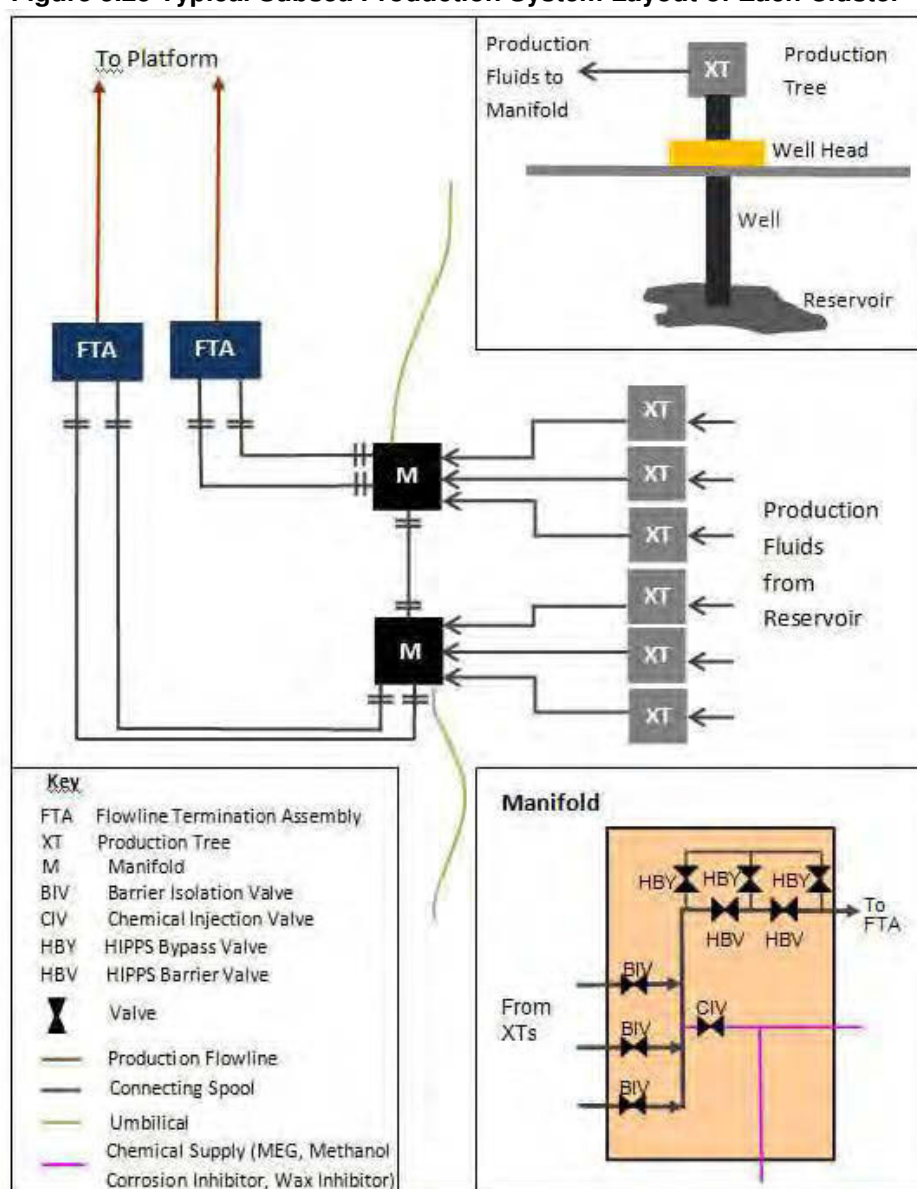 Figure 5.25 Typical Subsea Production System Layout of Each Cluster
To Platform
Production
Fluids to
Manifold
XT
Production
Tree
Well Head
Well
Reservoir
FTA
FTA
M
M
XT
XT
XT
XT
XT
XT
Production
Fluids
from
Reservoir
Key
FTA Flowline Termination Assembly
XT Production Tree
M Manifold
BIV Barrier Isolation Valve
CIV Chemical Injection Valve
HBY HIPPS Bypass Valve
HBV HIPPS Barrier Valve
Valve
Production Flowline
Connecting Spool
Umbilical
Chemical Supply (MEG, Methanol
Corrosion Inhibitor, Wax Inhibitor)
Manifold
HBY HBY HBY
To
FTA
HBV HBV
BIV
From
XTs
CIV
BIV
BIV